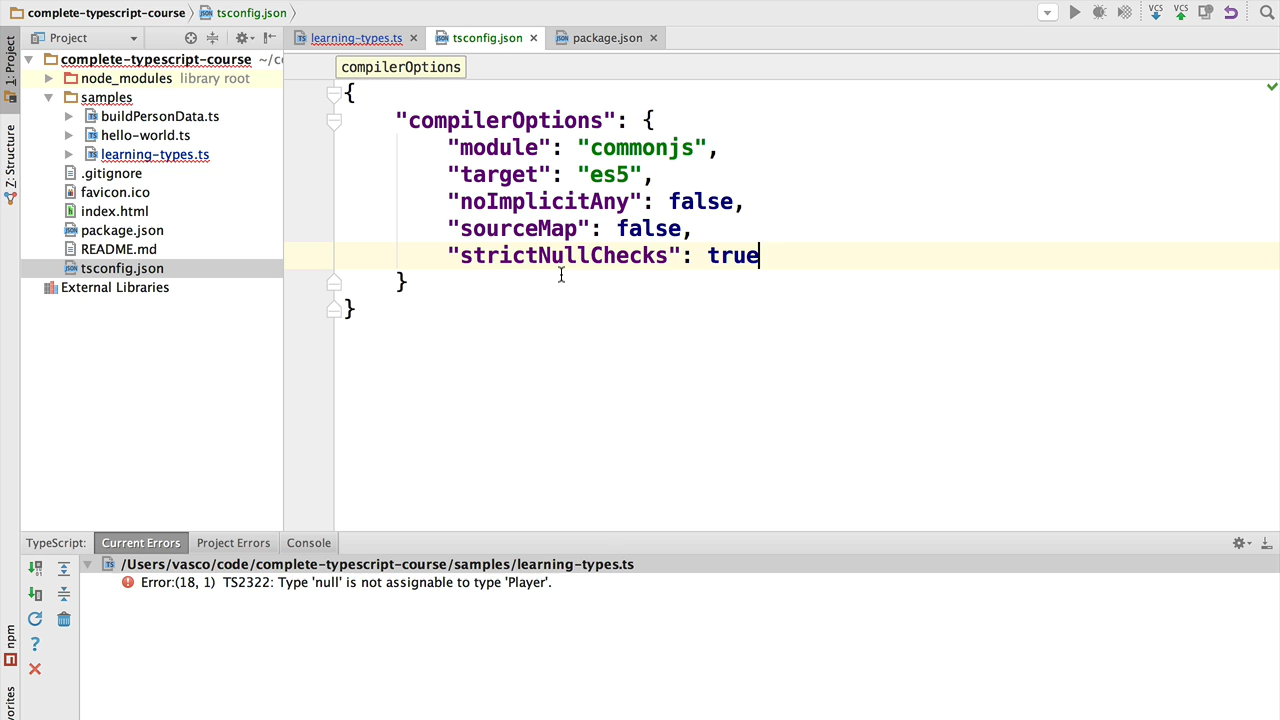 complete-typescript-course
tsconfig.json
VCS
VCS
1: Project
Z: Structure
npm
Project
complete-typescript-course
node_modules library root
samples
buildPersonData.ts
hello-world.ts
learning-types.ts
.gitignore
favicon.ico
index.html
package.json
README.md
tsconfig.json
External Libraries
learning-types.ts
tsconfig.json
package.json
compilerOptions
{
"compilerOptions": {
"module": "commonjs",
"target": "es5",
"noImplicitAny": false,
"sourceMap": false,
"strictNullChecks": true
}
}
TypeScript: Current Errors Project Errors Console
/Users/vasco/code/complete-typescript-course/samples/learning-types.ts
Error:(18, 1) TS2322: Type 'null' is not assignable to type 'Player'.